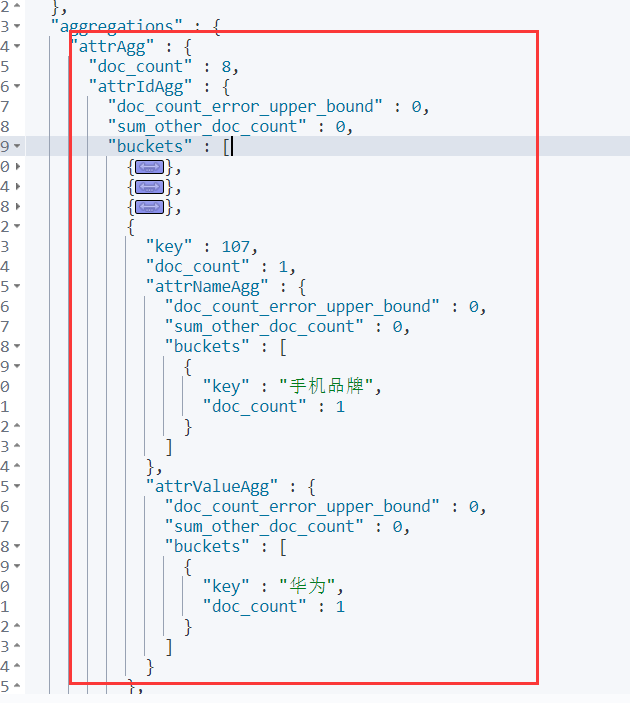 2 },
3 "aggregations" : {
4 "attrAgg" : {
5 "doc_count" : 8,
6 "attrIdAgg" : {
7 "doc_count_error_upper_bound" : 0,
8 "sum_other_doc_count" : 0,
9 "buckets" : [
0 {},
4 {},
8 {},
2 {
3 "key" : 107,
4 "doc_count" : 1,
5 "attrNameAgg" : {
6 "doc_count_error_upper_bound" : 0,
7 "sum_other_doc_count" : 0,
8 "buckets" : [
9 {
0 "key" : "手机品牌",
1 "doc_count" : 1
2 }
3 ]
4 },
5 "attrValueAgg" : {
6 "doc_count_error_upper_bound" : 0,
7 "sum_other_doc_count" : 0,
8 "buckets" : [
9 {
0 "key" : "华为",
1 "doc_count" : 1
2 }
3 ]
4 }
5 },